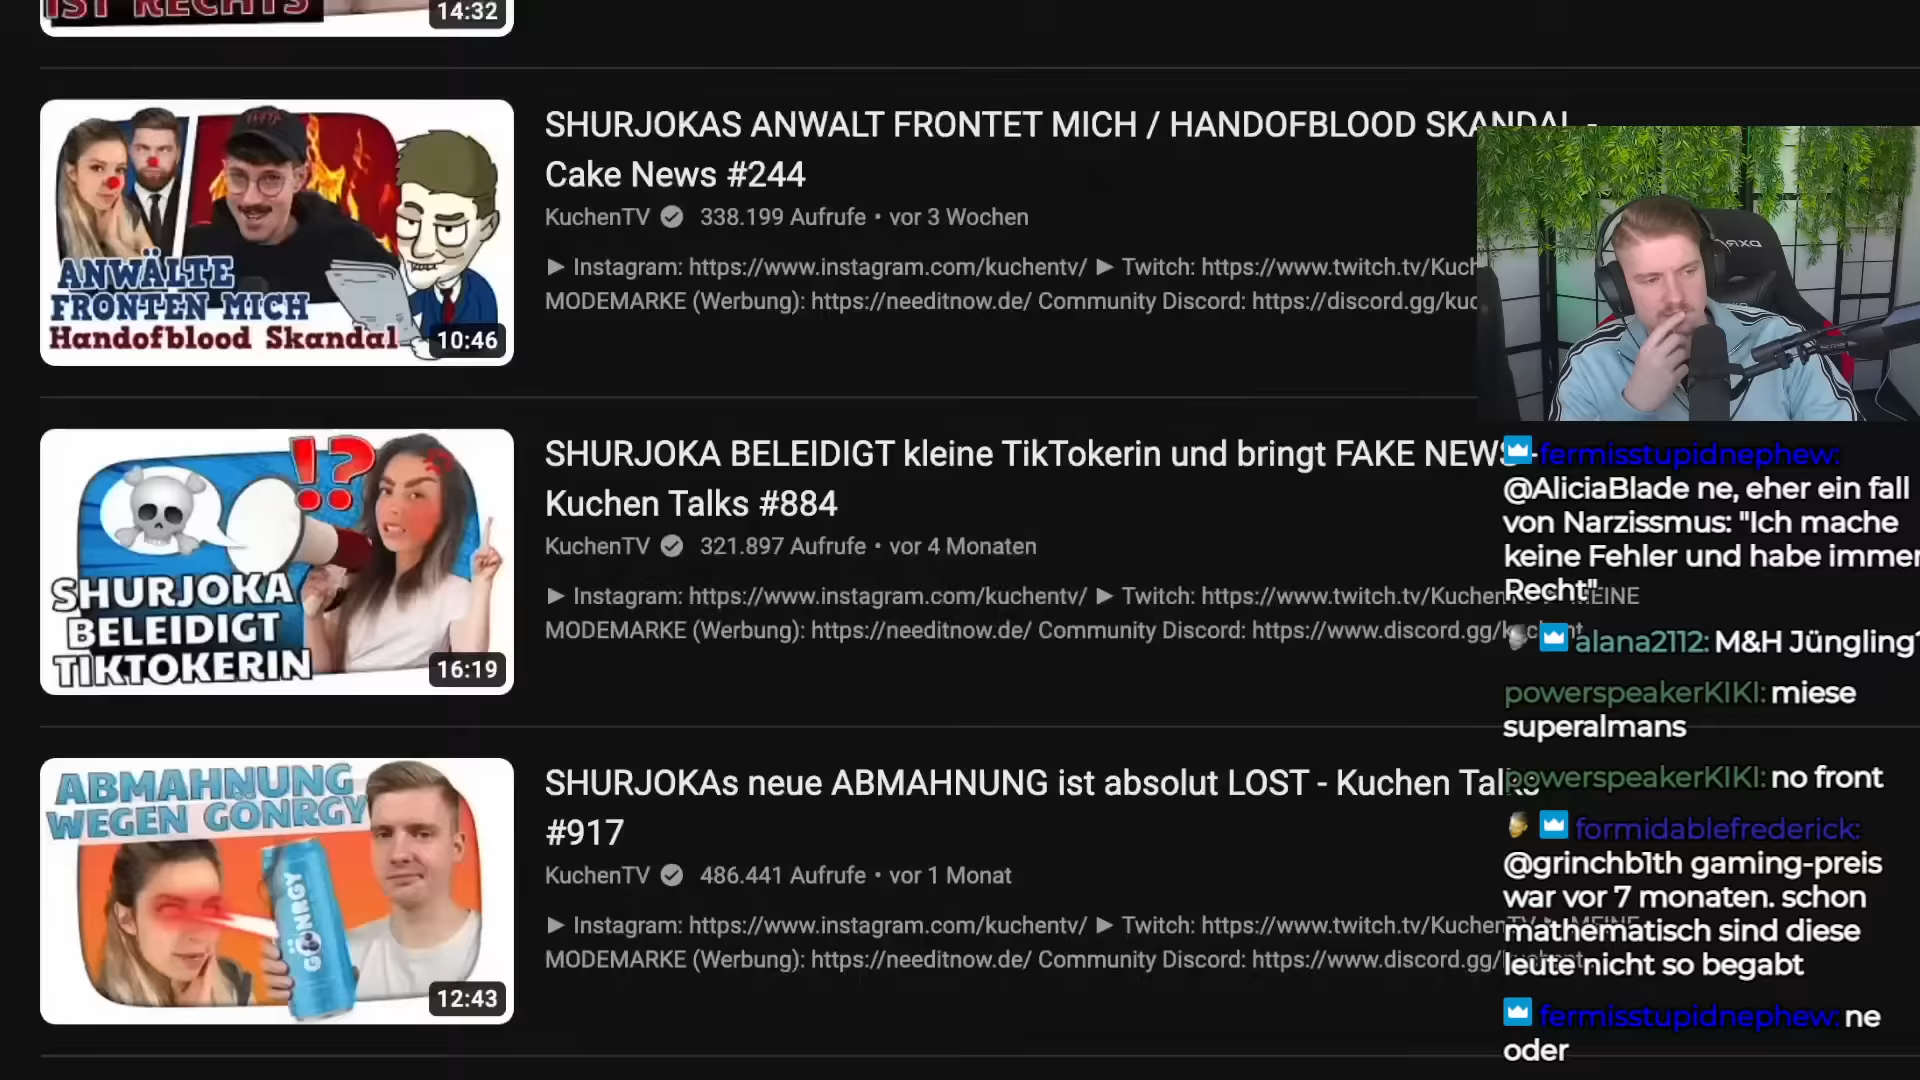 IST RECHTS
14:32
SHURJOKAS ANWALT FRONTET MICH / HANDOFBLOOD SKANDAL -
Cake News #244
KuchenTV 338.199 Aufrufe • vor 3 Wochen
► Instagram: https://www.instagram.com/kuchentv/ ► Twitch: https://www.twitch.tv/Kuch
MODEMARKE (Werbung): https://needitnow.de/ Community Discord: https://discord.gg/kuc
ANWÄLTE
FRONTEN MICH
Handofblood Skandal
10:46
SHURJOKA BELEIDIGT kleine TikTokerin und bringt FAKE NEWS -
Kuchen Talks #884
KuchenTV 321.897 Aufrufe • vor 4 Monaten
► Instagram: https://www.instagram.com/kuchentv/ ► Twitch: https://www.twitch.tv/Kuchen MEINE
MODEMARKE (Werbung): https://needitnow.de/ Community Discord: https://www.discord.gg/k
!?
SHURJOKA
BELEIDIGT
TIKTOKERIN
16:19
SHURJOKAs neue ABMAHNUNG ist absolut LOST - Kuchen Talks
#917
KuchenTV 486.441 Aufrufe • vor 1 Monat
► Instagram: https://www.instagram.com/kuchentv/ ► Twitch: https://www.twitch.tv/KuchenTV ► MEINE
MODEMARKE (Werbung): https://needitnow.de/ Community Discord: https://www.discord.gg/
ABMAHNUNG
WEGEN GÖNRGY
GÖNRGY
12:43
fermisstupidnephew:
@AliciaBlade ne, eher ein fall
von Narzissmus: "Ich mache
keine Fehler und habe immer
Recht"
alana2112: M&H Jüngling?
powerspeakerKIKI: miese
superalmans
powerspeakerKIKI: no front
formidablefrederick:
@grinchb1th gaming-preis
war vor 7 monaten. schon
mathematisch sind diese
leute nicht so begabt
fermisstupidnephew: ne
oder